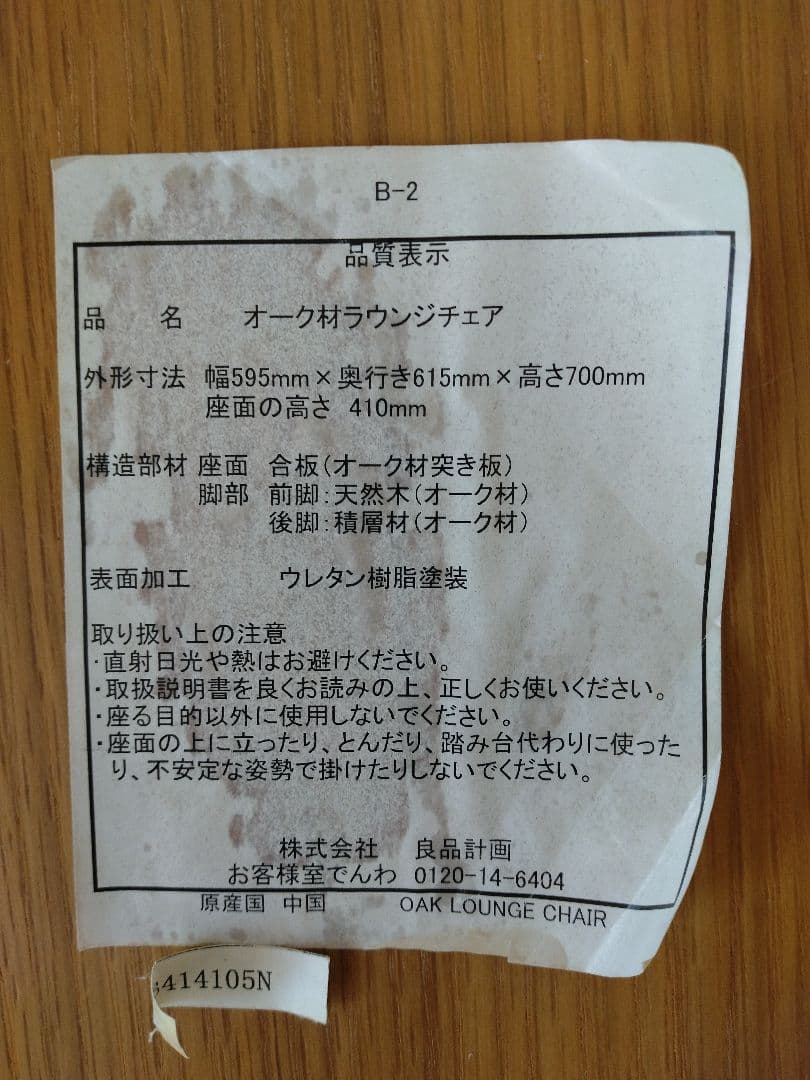 B-2
品質表示
品　名　オーク材ラウンジチェア
外形寸法 幅595mm×奥行き615mm×高さ700mm
座面の高さ 410mm
構造部材 座面 合板(オーク材突き板)
脚部 前脚:天然木(オーク材)
後脚:積層材(オーク材)
表面加工　ウレタン樹脂塗装
取り扱い上の注意
・直射日光や熱はお避けください。
・取扱説明書を良くお読みの上、正しくお使いください。
・座る目的以外に使用しないでください。
・座面の上に立ったり、とんだり、踏み台代わりに使った
り、不安定な姿勢で掛けたりしないでください。
株式会社　良品計画
お客様室でんわ 0120-14-6404
原産国 中国　OAK LOUNGE CHAIR
414105N